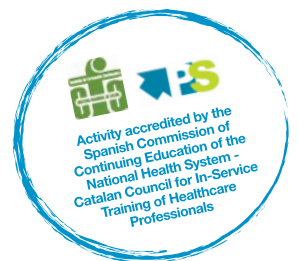 PS
Activity accredited by the
Spanish Commission of
Continuing Education of the
National Health System -
Catalan Council for In-Service
Training of Healthcare
Professionals